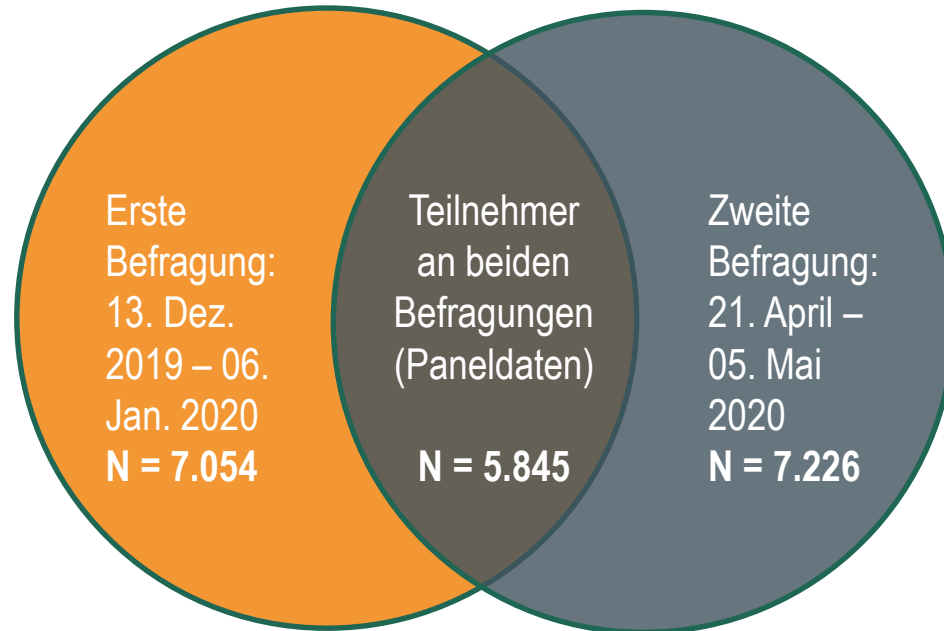 Erste
Befragung:
13. Dez.
2019 – 06.
Jan. 2020
N = 7.054
Teilnehmer
an beiden
Befragungen
(Paneldaten)
N = 5.845
Zweite
Befragung:
21. April –
05. Mai
2020
N = 7.226